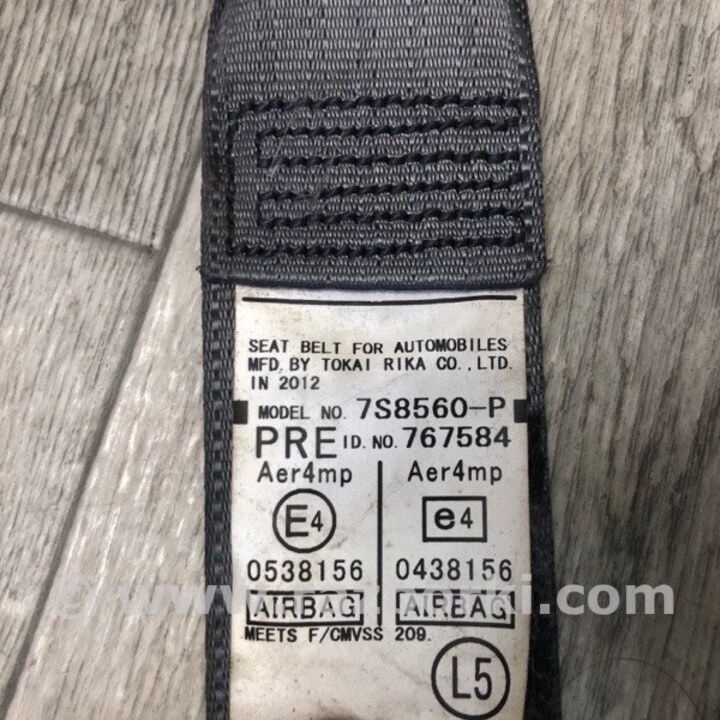 SEAT BELT FOR AUTOMOBILES
MFD. BY TOKAI RIKA CO., LTD.
IN 2012
MODEL NO. 7S8560-P
PRE ID. NO. 767584
Aer4mp Aer4mp
E4 e4
0538156 0438156
AIRBAG AIRBAG
MEETS F/CMVSS 209.
L5